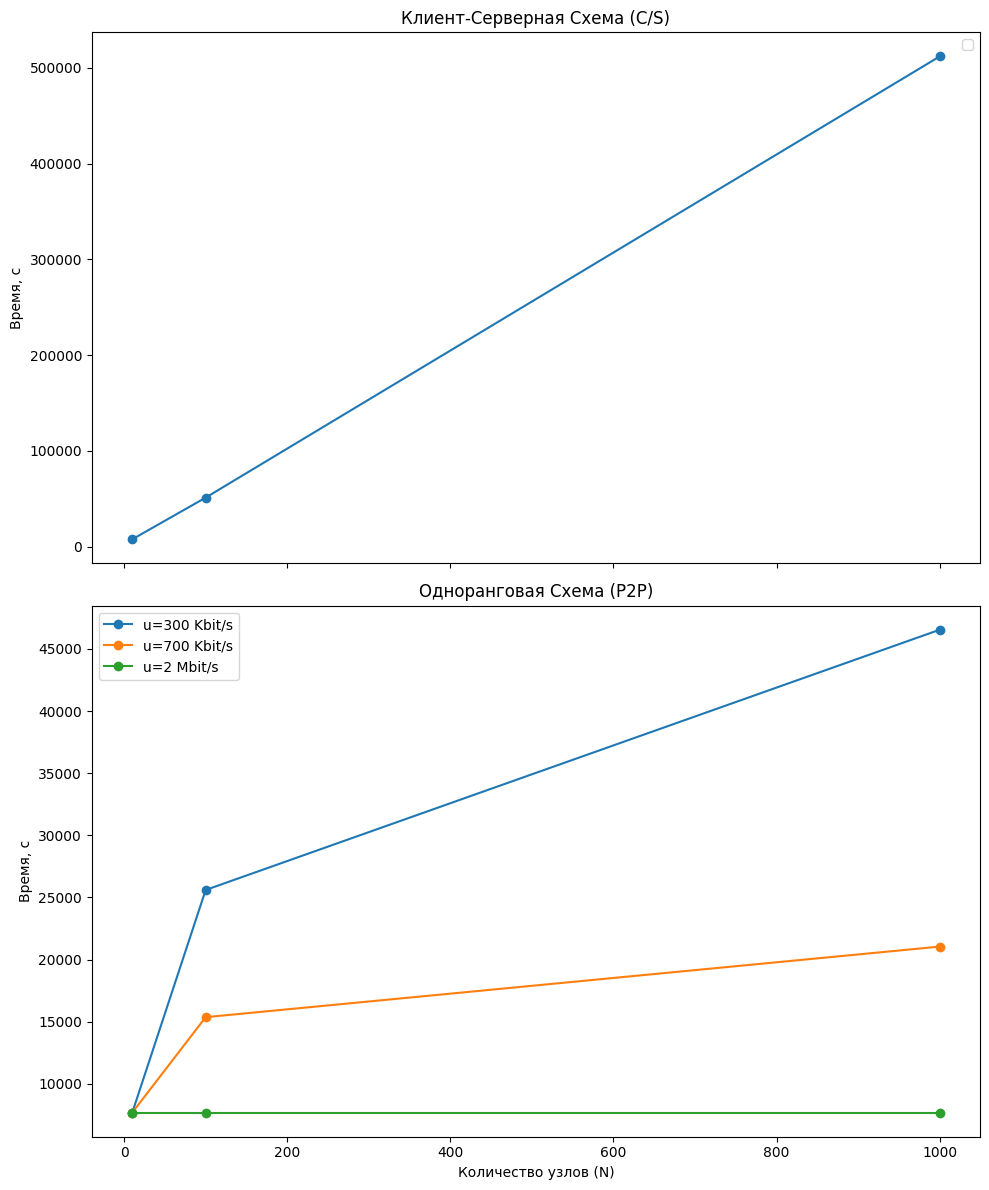 Клиент-Серверная Схема (C/S)
500000
400000
300000
200000
100000
0
Время, с
Одноранговая Схема (P2P)
u=300 Kbit/s
u=700 Kbit/s
u=2 Mbit/s
45000
40000
35000
30000
25000
20000
15000
10000
Время, с
0 200 400 600 800 1000
Количество узлов (N)